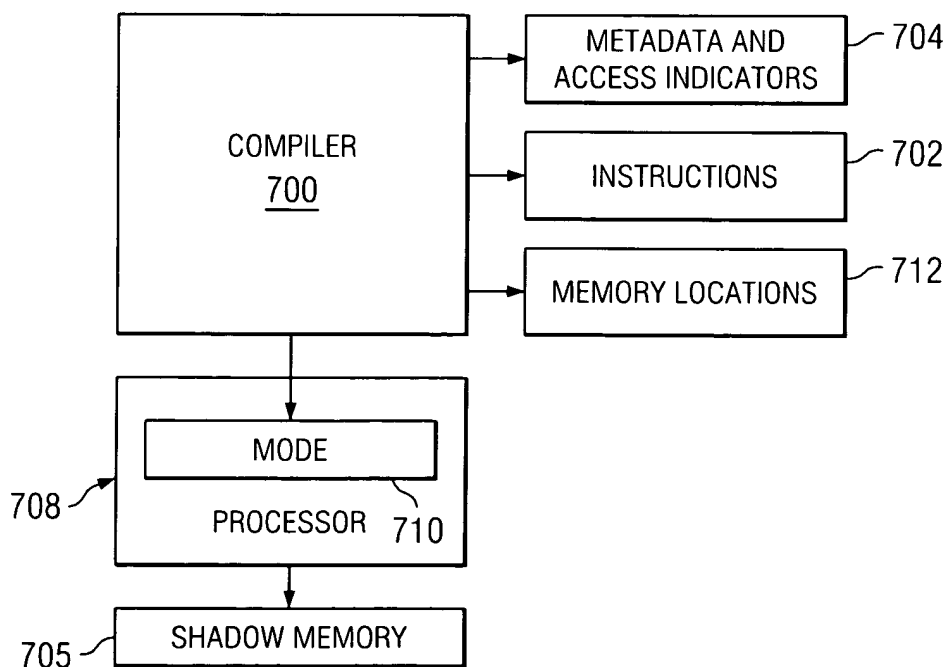 METADATA AND
ACCESS INDICATORS
704
COMPILER
700
INSTRUCTIONS
702
MEMORY LOCATIONS
712
MODE
710
PROCESSOR
708
SHADOW MEMORY
705